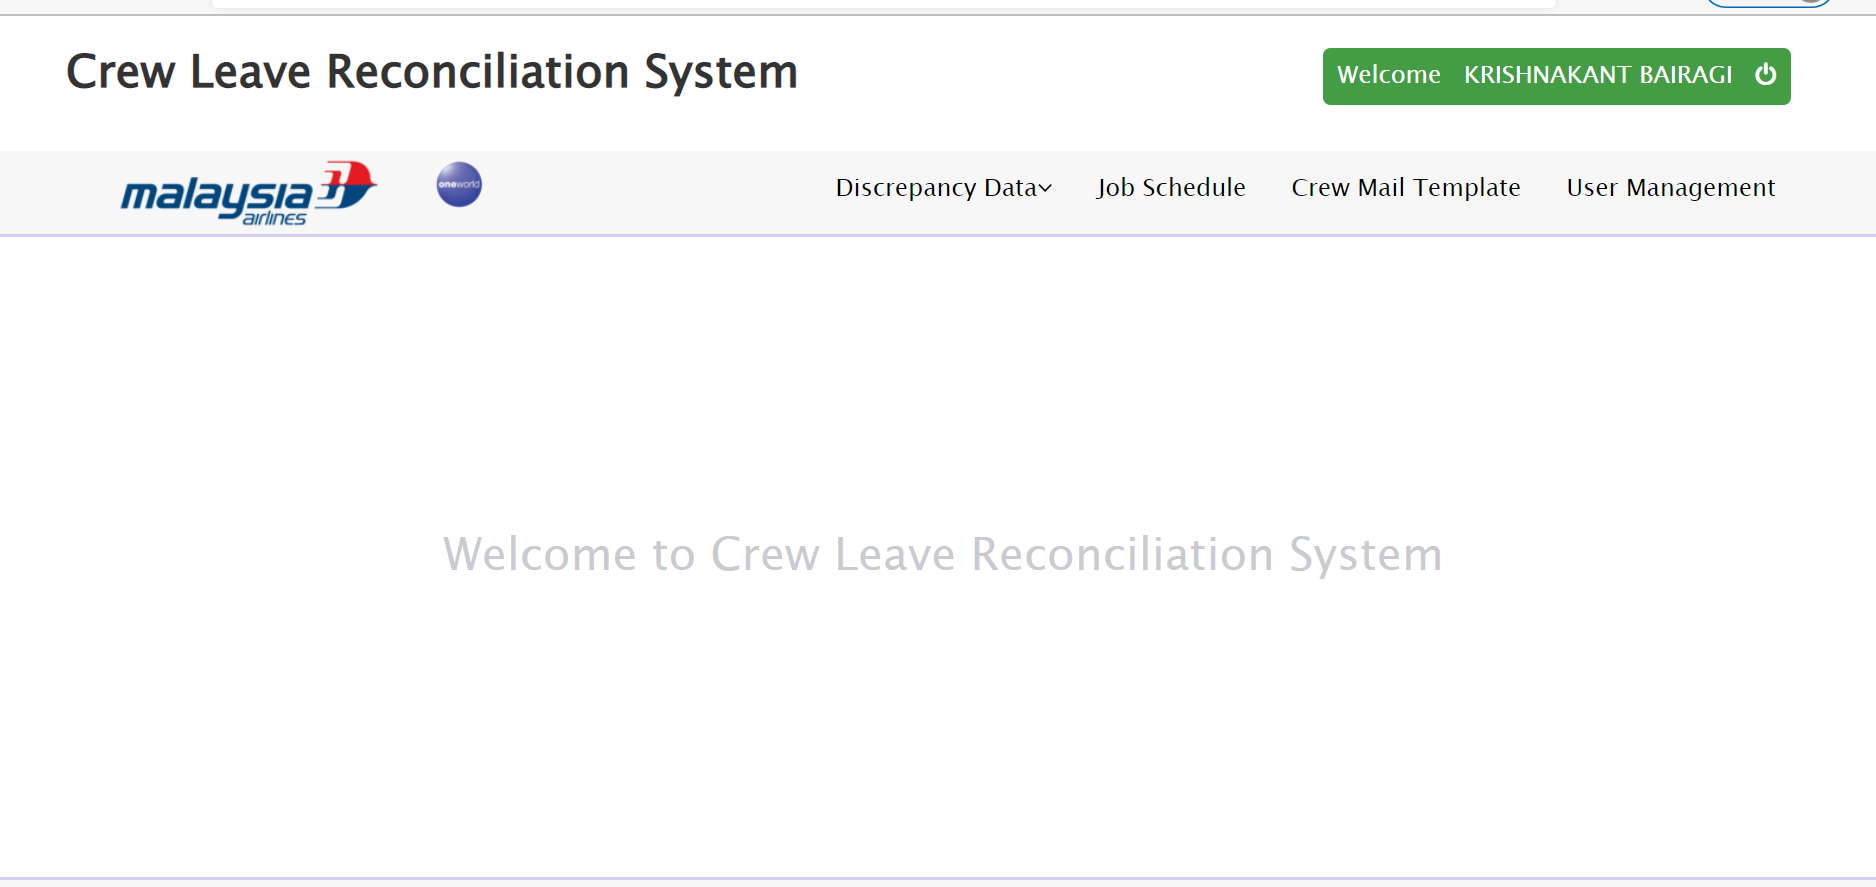 Crew Leave Reconciliation System
Welcome KRISHNAKANT BAIRAGI
malaysia
airlines
oneworld
Discrepancy Data
Job Schedule
Crew Mail Template
User Management
Welcome to Crew Leave Reconciliation System